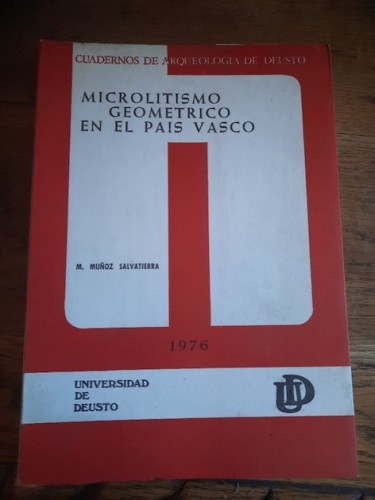 CUADERNOS DE ARQUEOLOGIA DE DEUSTO
MICROLITISMO
GEOMETRICO
EN EL PAIS VASCO
M. MUÑOZ SALVATIERRA
1976
UNIVERSIDAD
DE
DEUSTO
UD